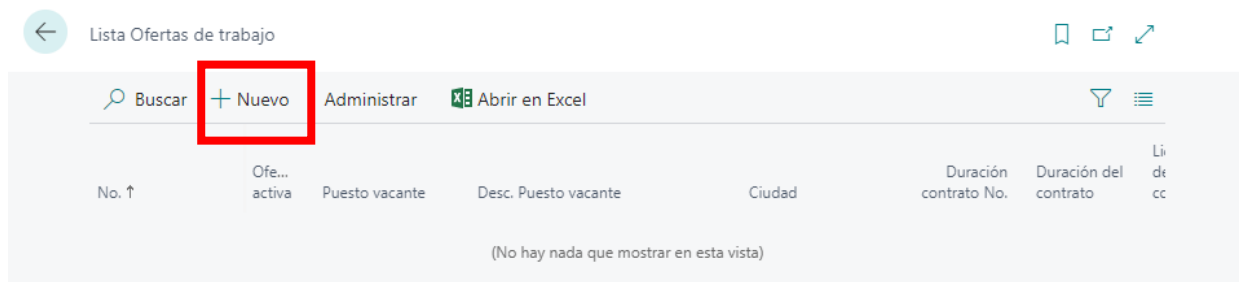 Lista Ofertas de trabajo
Buscar + Nuevo Administrar Abrir en Excel
No. ↑ Ofe... activa Puesto vacante Desc. Puesto vacante Ciudad Duración contrato No. Duración del contrato
(No hay nada que mostrar en esta vista)